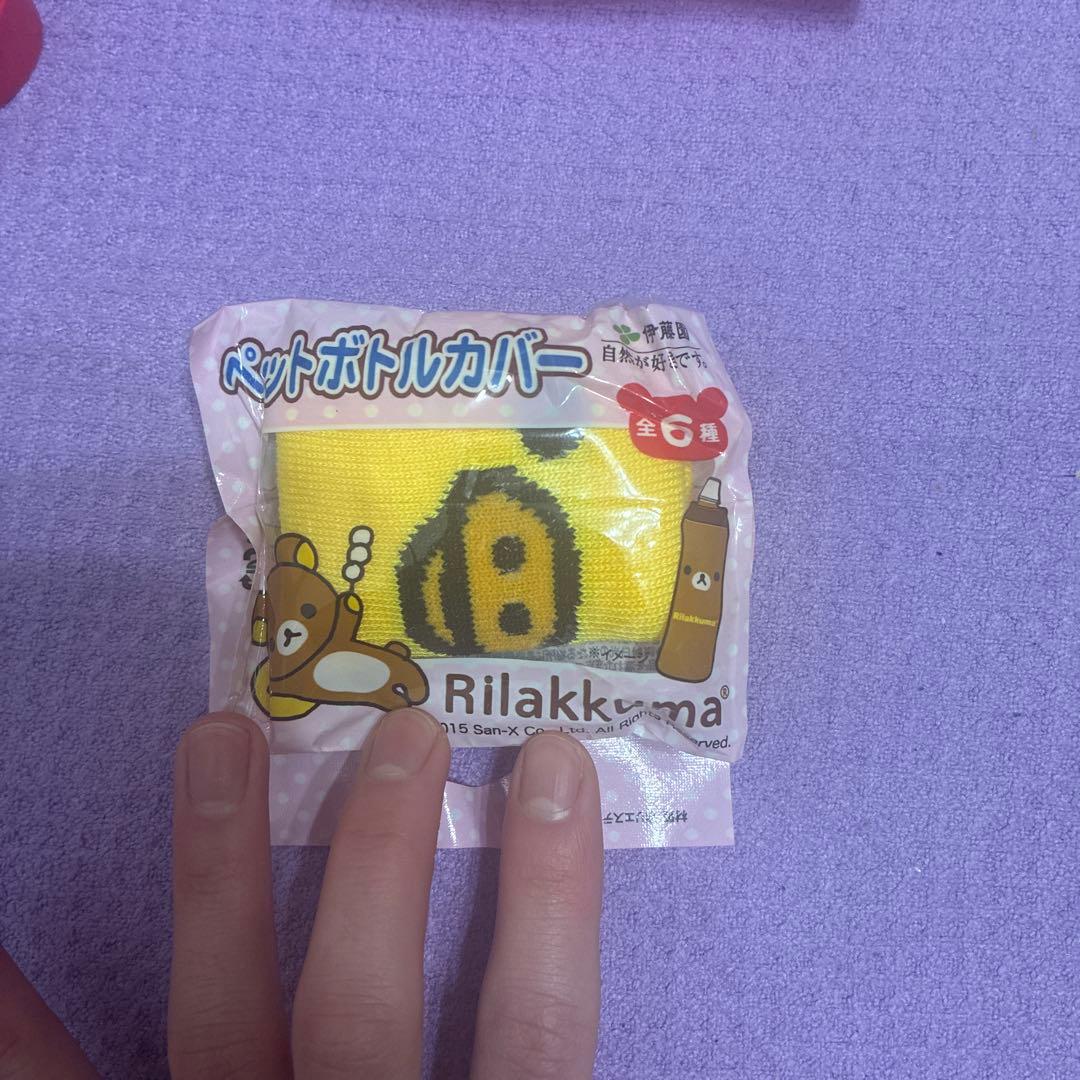 ペットボトルカバー
伊藤園
自然が好きです。
全6種
Rilakkuma
Rilakkuma®
015 San-X Co., Ltd. All Rights Reserved.